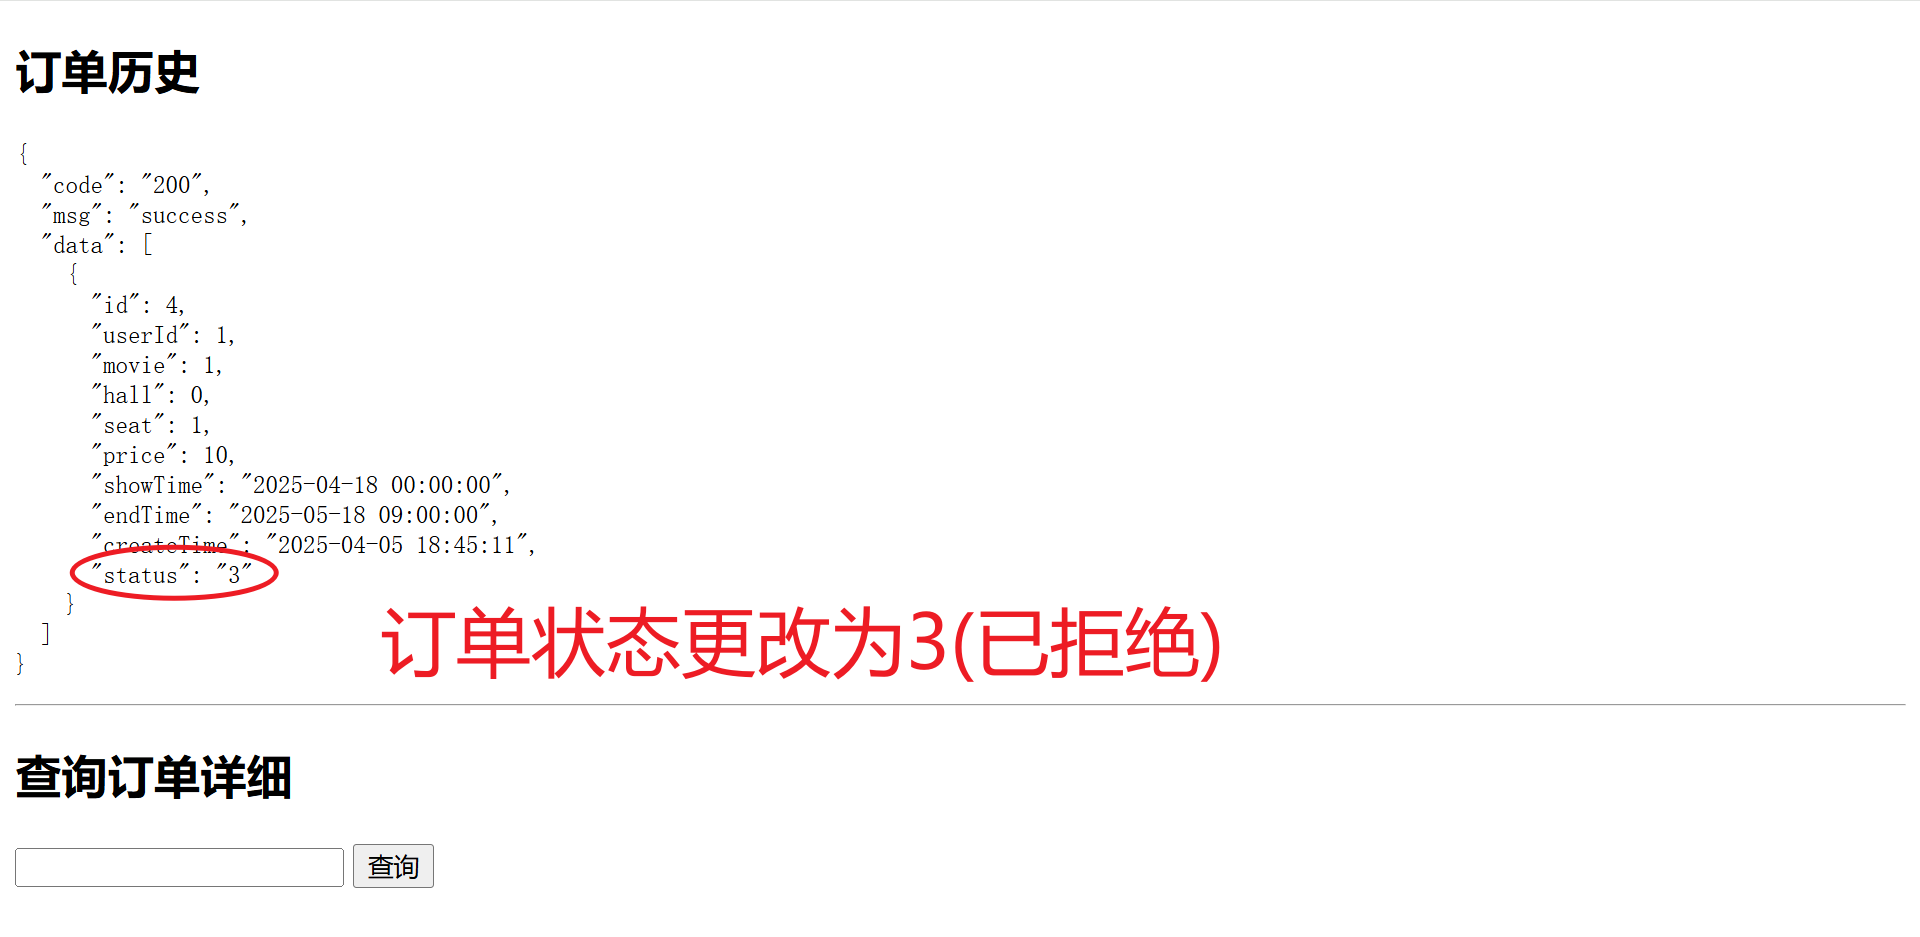 订单历史
{
"code": "200",
"msg": "success",
"data": [
{
"id": 4,
"userId": 1,
"movie": 1,
"hall": 0,
"seat": 1,
"price": 10,
"showTime": "2025-04-18 00:00:00",
"endTime": "2025-05-18 09:00:00",
"createTime": "2025-04-05 18:45:11",
"status": "3"
}
]
}
订单状态更改为3(已拒绝)
查询订单详细
查询